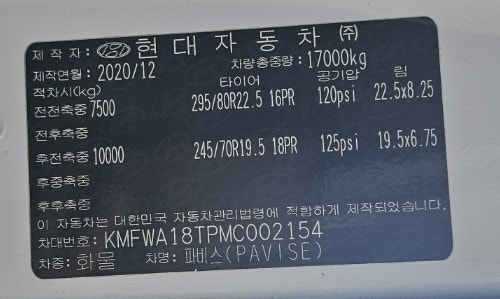 제 작 자 : 현 대 자 동 차 ㈜
제작연월 : 2020/12 차량총중량 : 17000kg
적차시(kg) 타이어 공기압 림
전전축중 7500 295/80R22.5 16PR 120psi 22.5x8.25
전후축중
후전축중 10000 245/70R19.5 18PR 125psi 19.5x6.75
후중축중
후후축중
이 자동차는 대한민국 자동차관리법령에 적합하게 제작되었습니다.
차대번호: KMFWA18TPMC002154
차종: 화물 차명: 파비스(PAVISE)